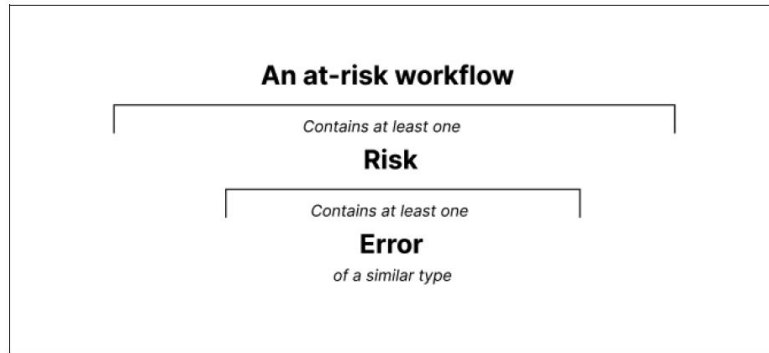 An at-risk workflow
Contains at least one
Risk
Contains at least one
Error
of a similar type